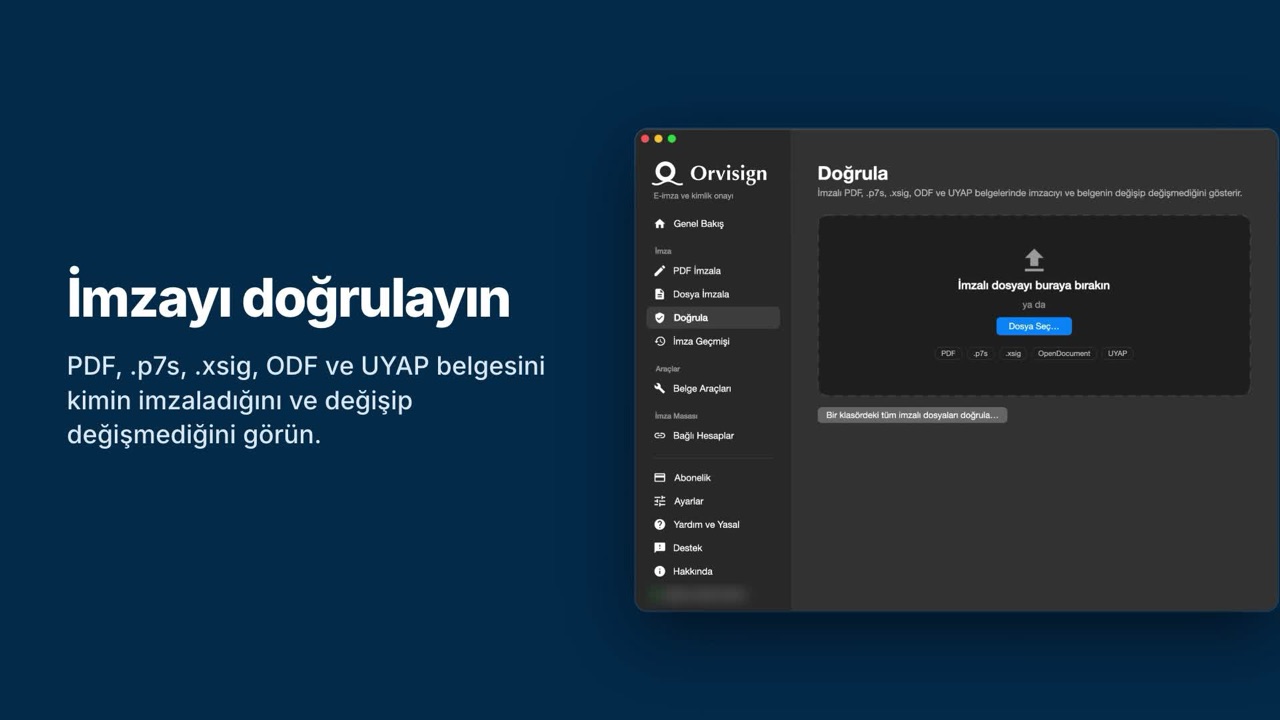 İmzayı doğrulayın
PDF, .p7s, .xsig, ODF ve UYAP belgesini
kimin imzaladığını ve değişip
değişmediğini görün.
Orvisign
E-imza ve kimlik onayı
Genel Bakış
İmza
PDF İmzala
Dosya İmzala
Doğrula
İmza Geçmişi
Araçlar
Belge Araçları
İmza Masası
Bağlı Hesaplar
Abonelik
Ayarlar
Yardım ve Yasal
Destek
Hakkında
Doğrula
İmzalı PDF, .p7s, .xsig, ODF ve UYAP belgelerinde imzacıyı ve belgenin değişip değişmediğini gösterir.
İmzalı dosyayı buraya bırakın
ya da
Dosya Seç...
PDF .p7s .xsig OpenDocument UYAP
Bir klasördeki tüm imzalı dosyaları doğrula...